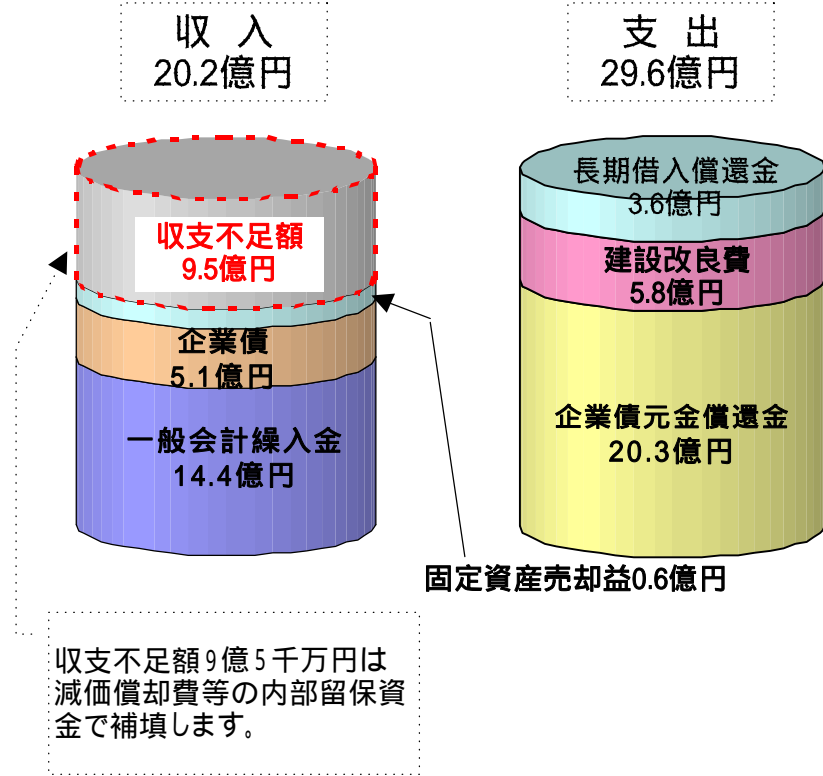 収 入
20.2億円
支 出
29.6億円
収支不足額
9.5億円
企業債
5.1億円
一般会計繰入金
14.4億円
長期借入償還金
3.6億円
建設改良費
5.8億円
企業債元金償還金
20.3億円
固定資産売却益0.6億円
収支不足額9億5千万円は
減価償却費等の内部留保資
金で補填します。